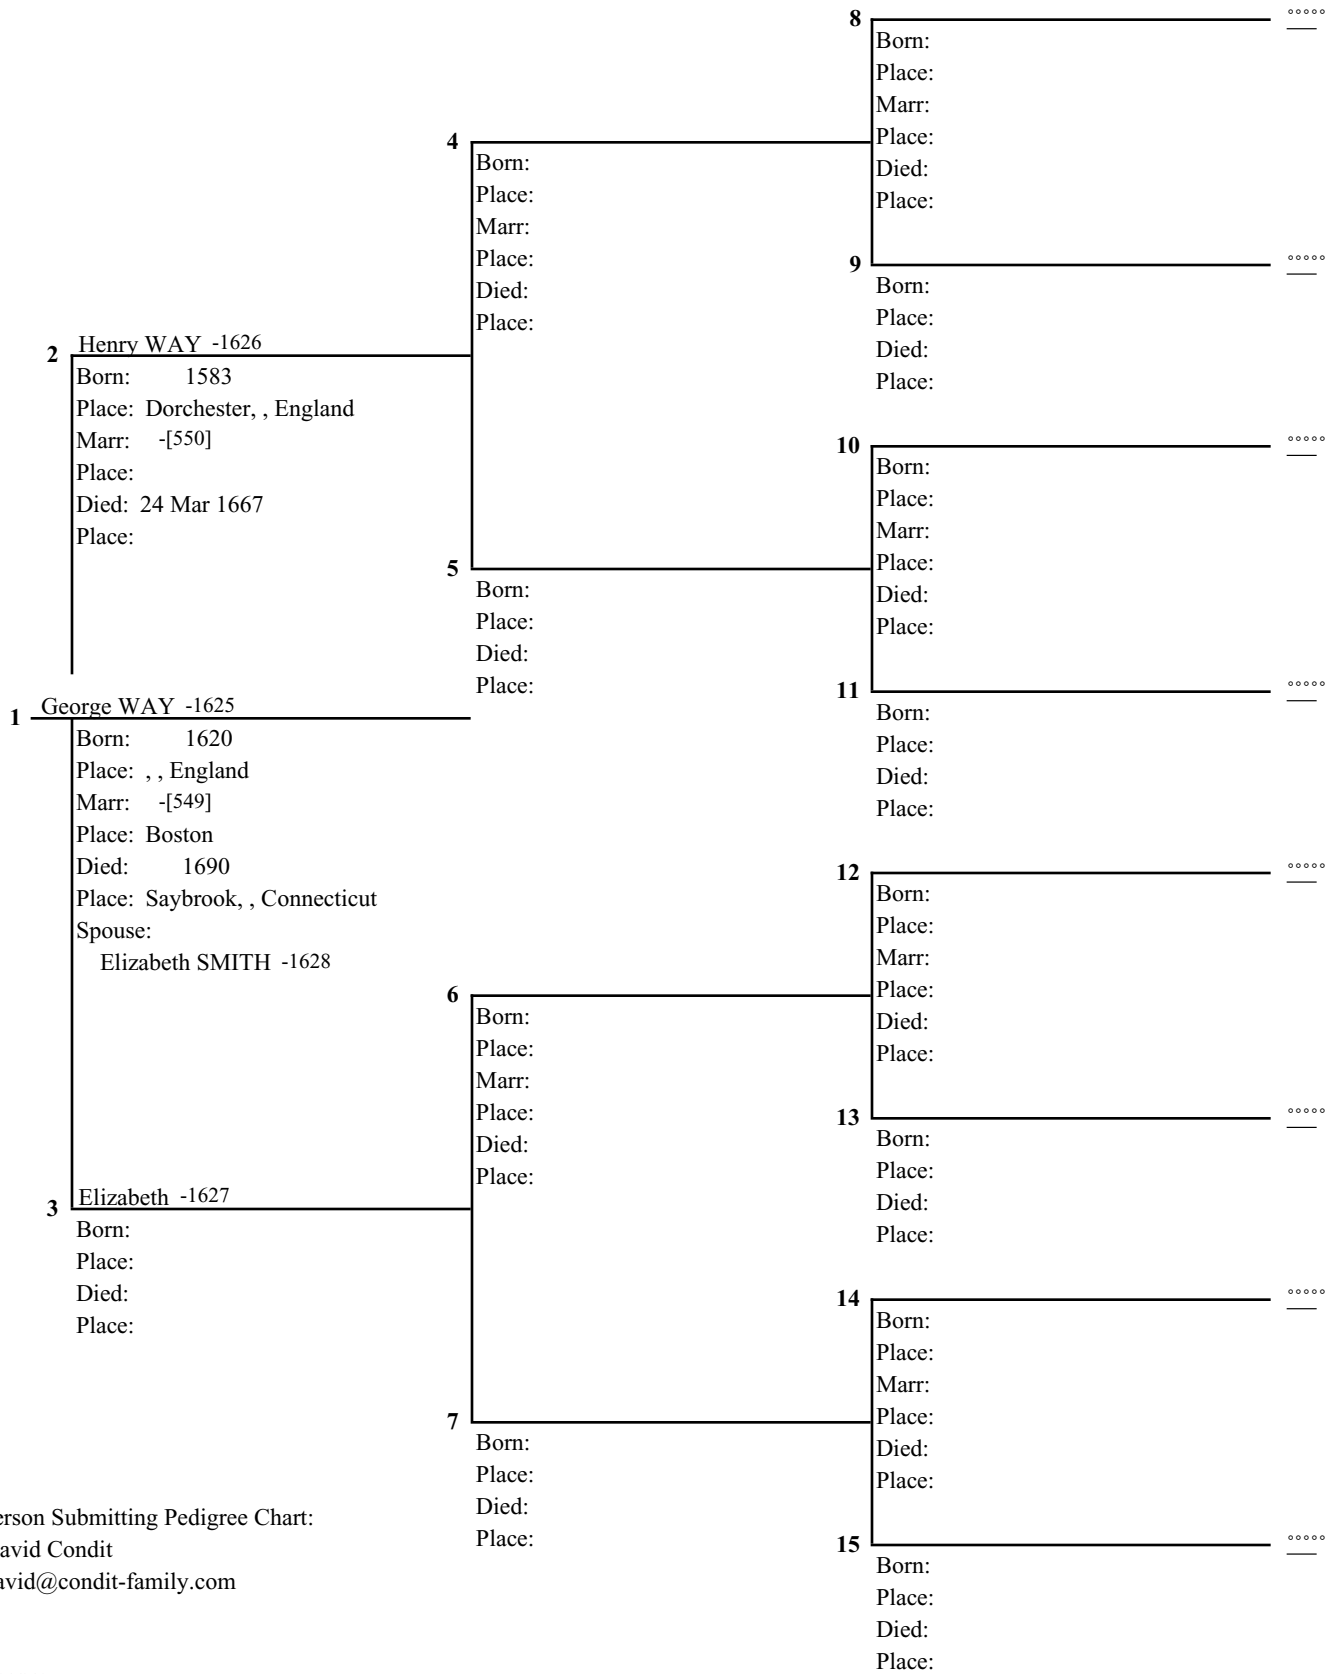 8
Born:
Place:
Marr:
Place:
Died:
Place:
4
Born:
Place:
Marr:
Place:
Died:
Place:
9
Born:
Place:
Died:
Place:
2 Henry WAY -1626
Born: 1583
Place: Dorchester, , England
Marr: -[550]
Place:
Died: 24 Mar 1667
Place:
10
Born:
Place:
Marr:
Place:
Died:
Place:
5
Born:
Place:
Died:
Place:
11
Born:
Place:
Died:
Place:
1 George WAY -1625
Born: 1620
Place: , , England
Marr: -[549]
Place: Boston
Died: 1690
Place: Saybrook, , Connecticut
Spouse:
Elizabeth SMITH -1628
12
Born:
Place:
Marr:
Place:
Died:
Place:
6
Born:
Place:
Marr:
Place:
Died:
Place:
13
Born:
Place:
Died:
Place:
3 Elizabeth -1627
Born:
Place:
Died:
Place:
14
Born:
Place:
Marr:
Place:
Died:
Place:
7
Born:
Place:
Died:
Place:
15
Born:
Place:
Died:
Place:
erson Submitting Pedigree Chart:
avid Condit
avid@condit-family.com